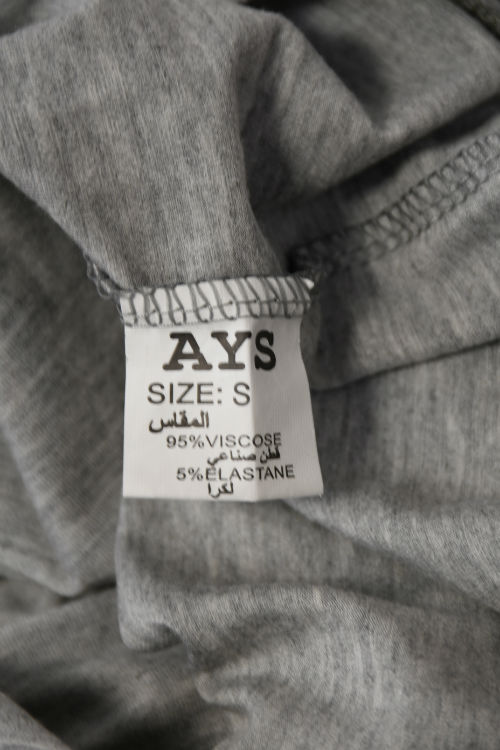 AYS
SIZE: S
المقاس
95%VISCOSE
قطن صناعي
5%ELASTANE
لكرا